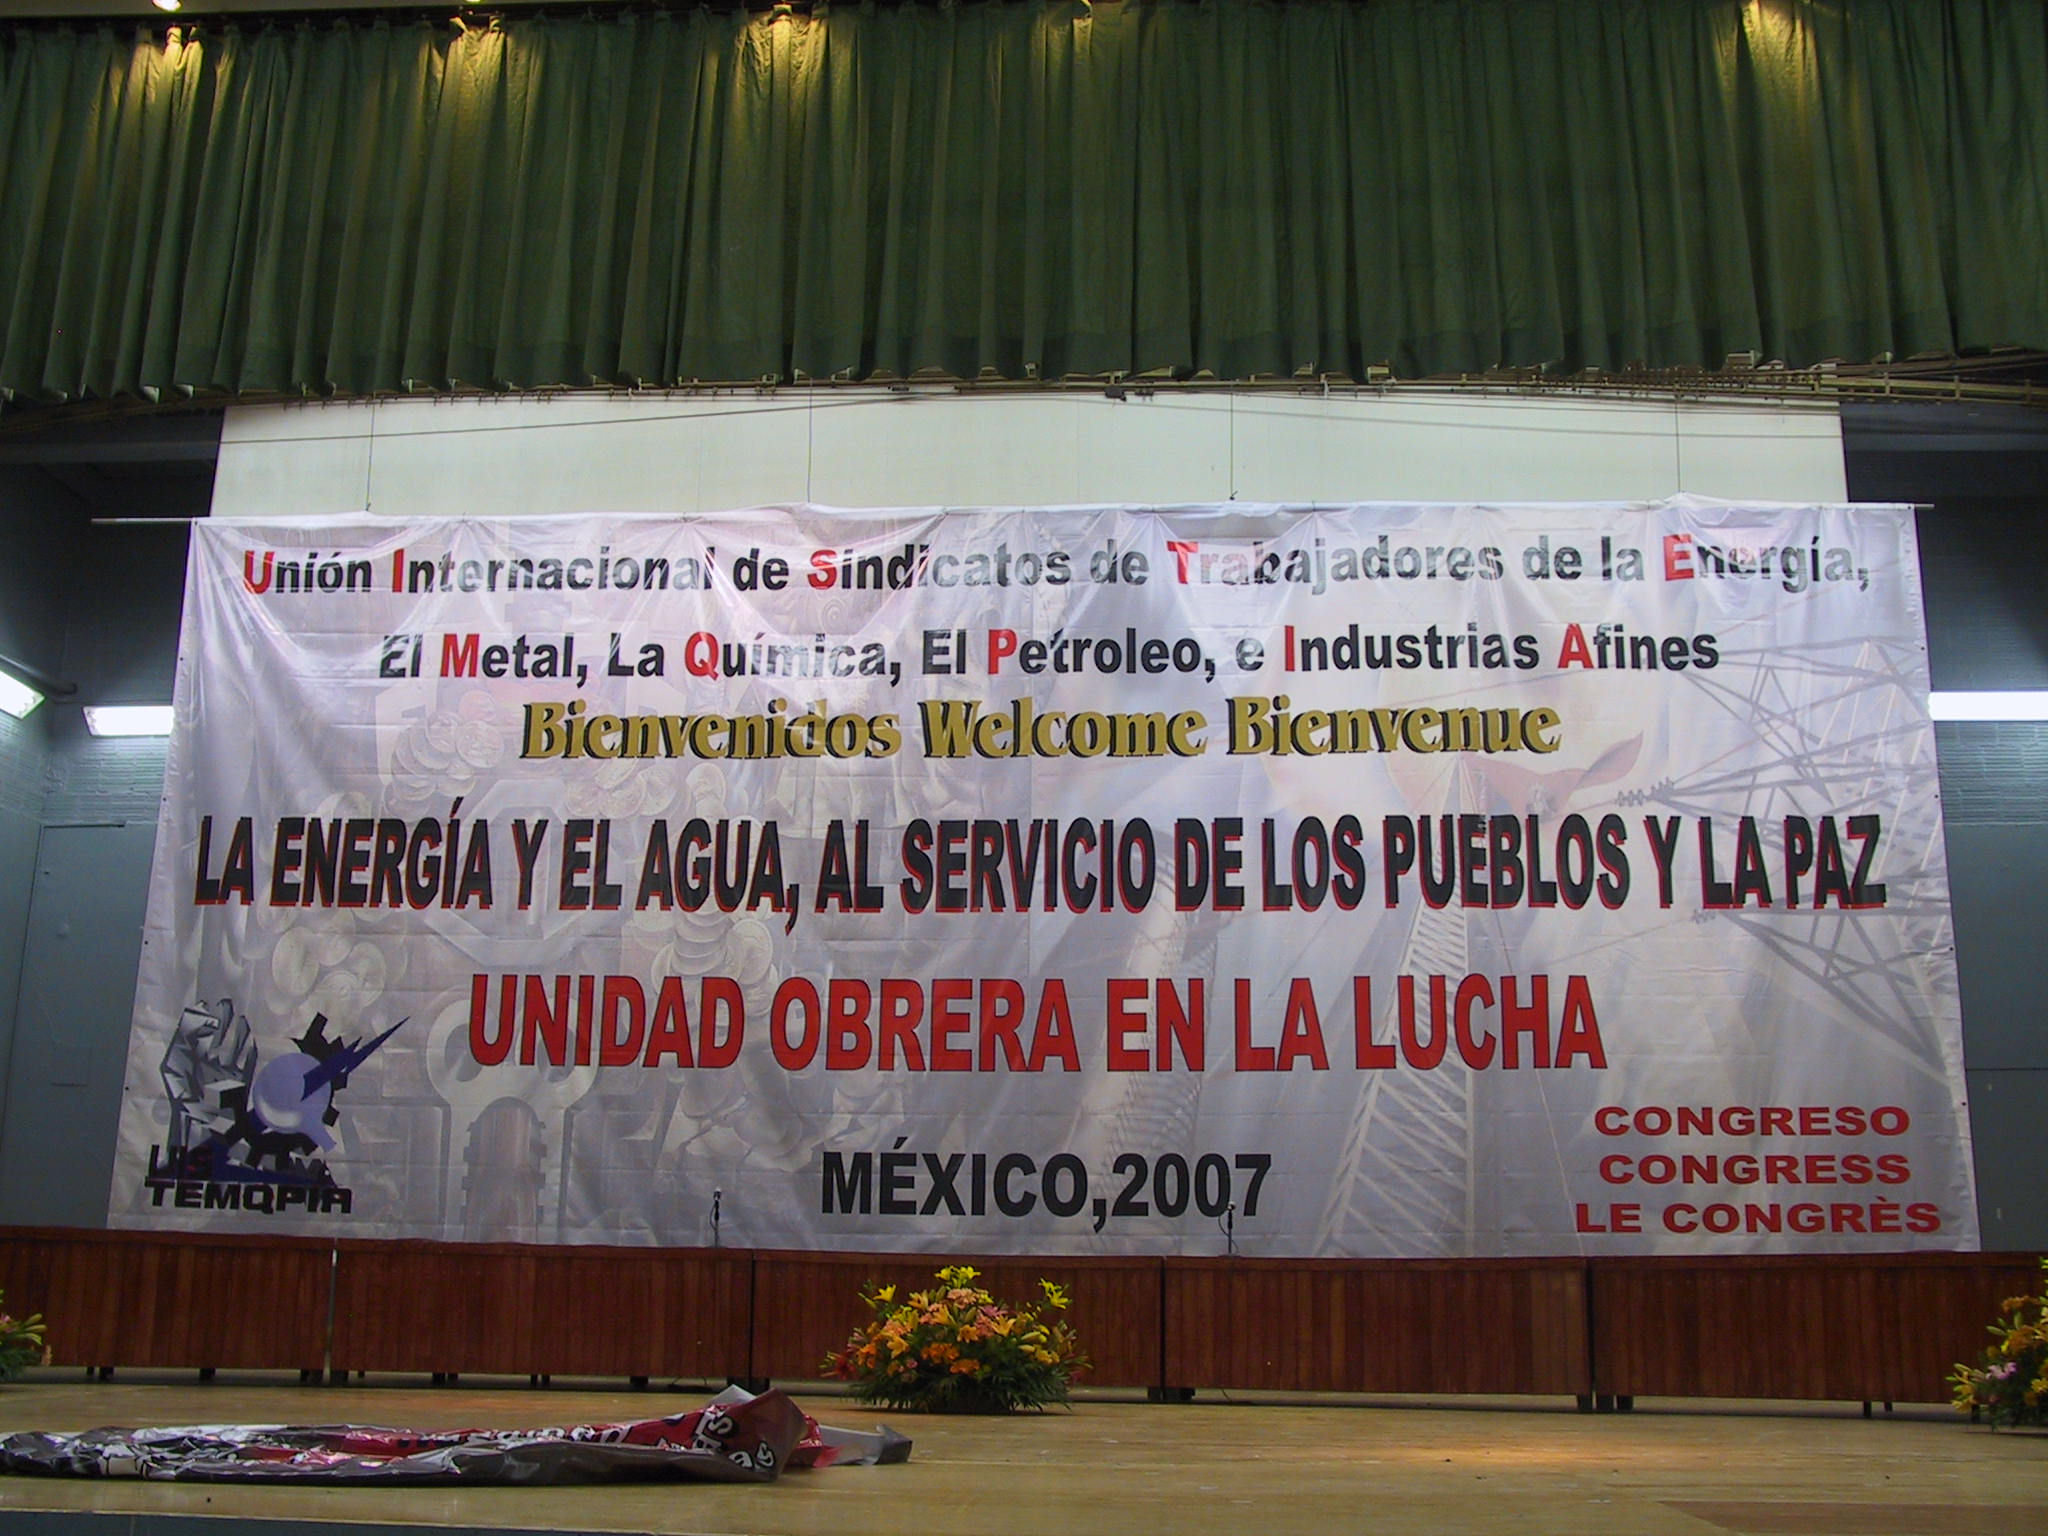 Unión Internacional de Sindicatos de Trabajadores de la Energía,
El Metal, La Química, El Petroleo, e Industrias Afines
Bienvenidos Welcome Bienvenue
LA ENERGÍA Y EL AGUA, AL SERVICIO DE LOS PUEBLOS Y LA PAZ
UNIDAD OBRERA EN LA LUCHA
MÉXICO,2007
CONGRESO
CONGRESS
LE CONGRÈS
TEMQPIA